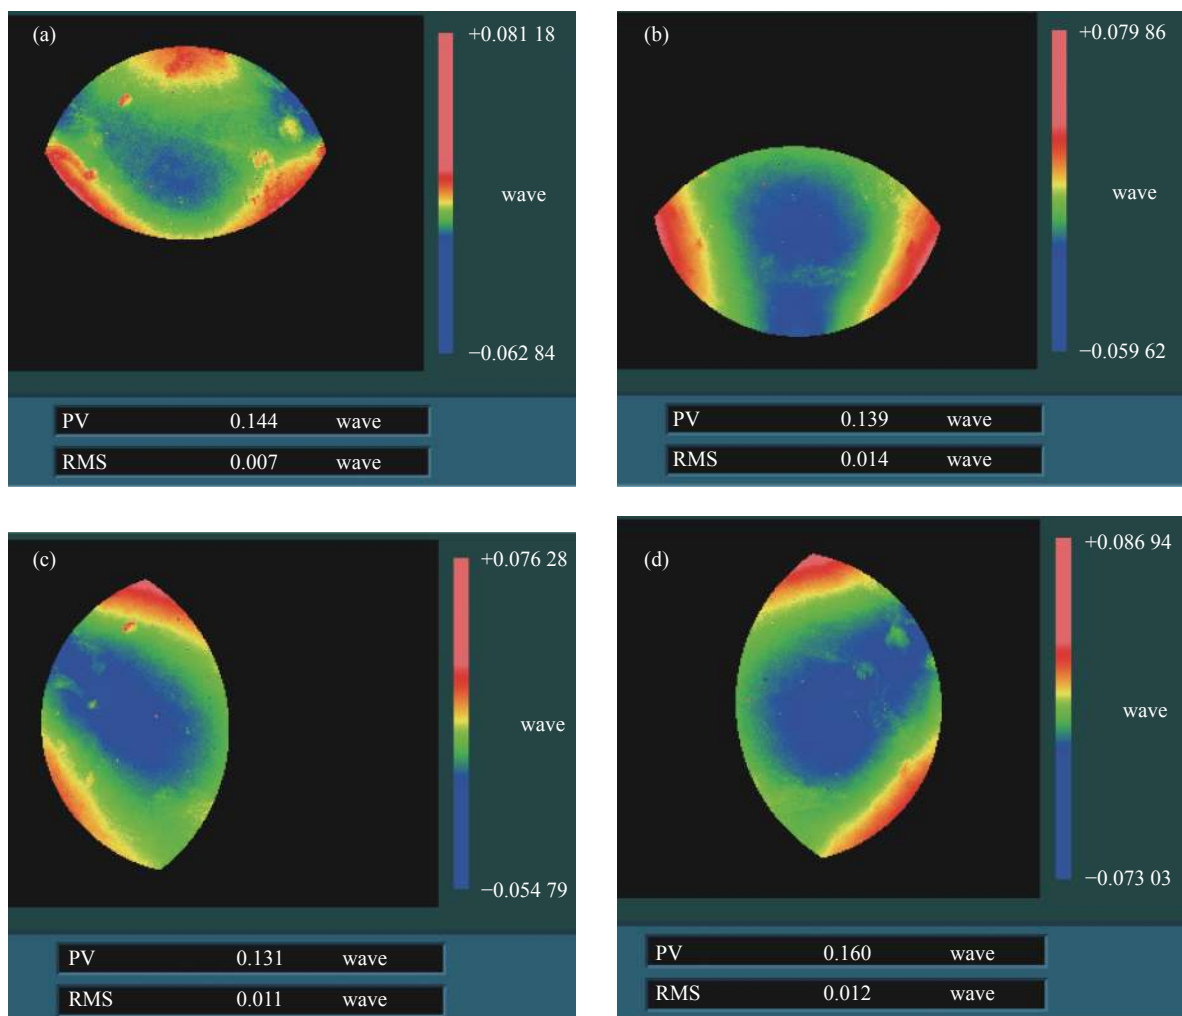 (a)
+0.081 18
wave
−0.062 84
PV 0.144 wave
RMS 0.007 wave
(b)
+0.079 86
wave
−0.059 62
PV 0.139 wave
RMS 0.014 wave
(c)
+0.076 28
wave
−0.054 79
PV 0.131 wave
RMS 0.011 wave
(d)
+0.086 94
wave
−0.073 03
PV 0.160 wave
RMS 0.012 wave